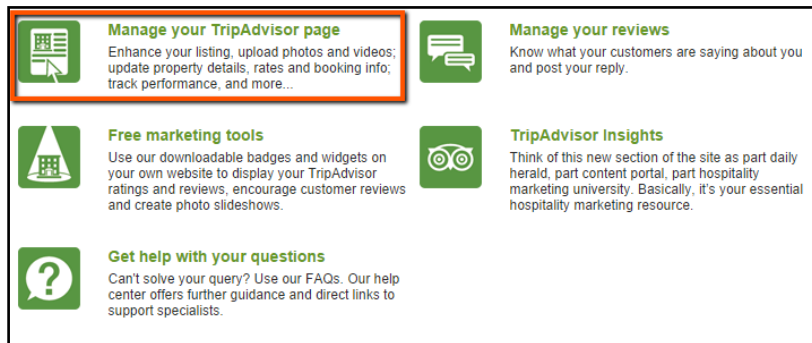 Manage your TripAdvisor page
Enhance your listing, upload photos and videos;
update property details, rates and booking info;
track performance, and more...
Manage your reviews
Know what your customers are saying about you
and post your reply.
Free marketing tools
Use our downloadable badges and widgets on
your own website to display your TripAdvisor
ratings and reviews, encourage customer reviews
and create photo slideshows.
TripAdvisor Insights
Think of this new section of the site as part daily
herald, part content portal, part hospitality
marketing university. Basically, it's your essential
hospitality marketing resource.
?
Get help with your questions
Can't solve your query? Use our FAQs. Our help
center offers further guidance and direct links to
support specialists.